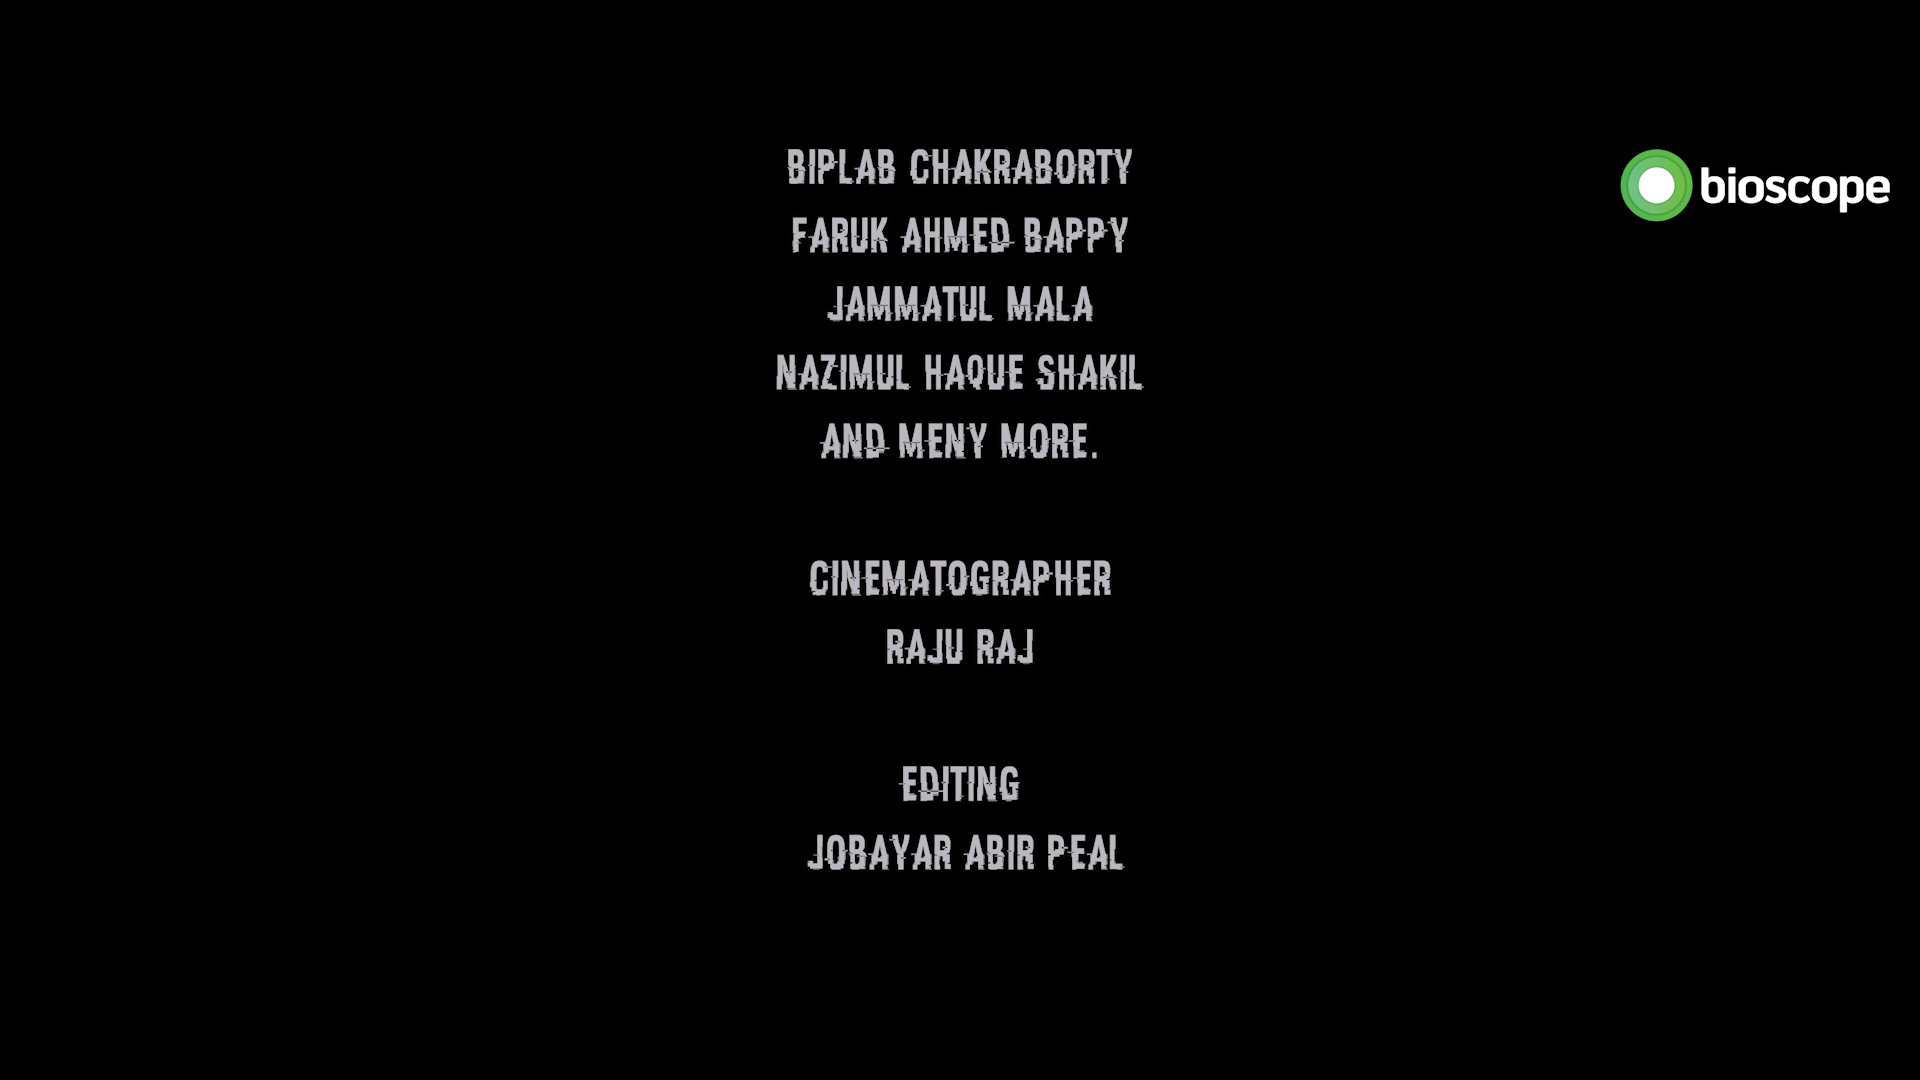 BIPLAB CHAKRABORTY
bioscope
FARUK AHMED BAPPY
JAMMATUL MALA
NAZIMUL HAQUE SHAKIL
AND MENY MORE.
CINEMATOGRAPHER
RAJU RAJ
EDITING
JOBAYAR ABIR PEAL